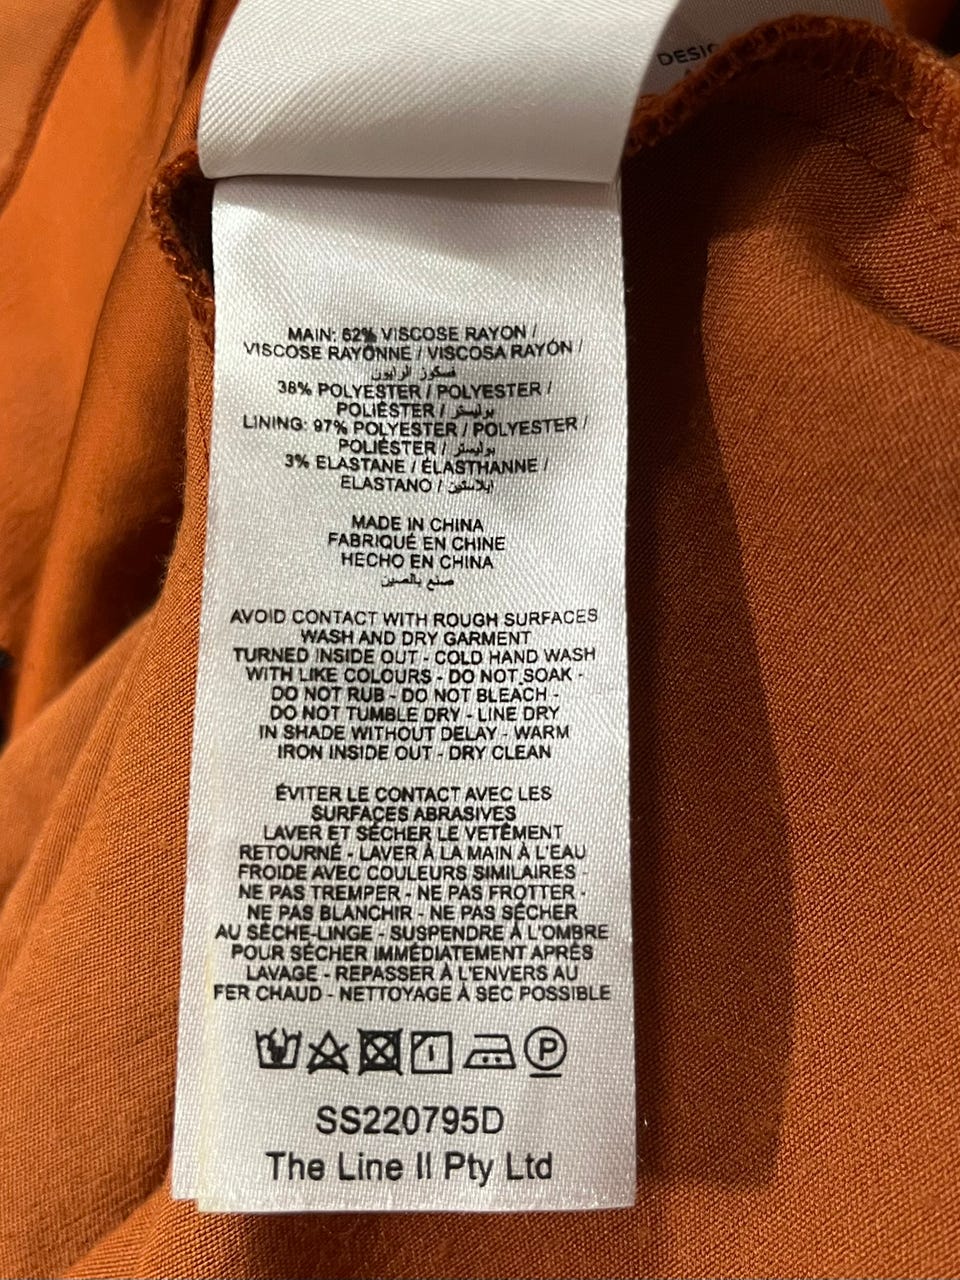 DESIG
MAIN: 62% VISCOSE RAYON /
VISCOSE RAYONNE / VISCOSA RAYÓN /
فسكوز الرايون
38% POLYESTER / POLYESTER /
POLIÉSTER / بوليستر
LINING: 97% POLYESTER / POLYESTER /
POLIÉSTER / بوليستر
3% ELASTANE / ÉLASTHANNE /
ELASTANO / ايلاستين
MADE IN CHINA
FABRIQUÉ EN CHINE
HECHO EN CHINA
صنع بالصين
AVOID CONTACT WITH ROUGH SURFACES
WASH AND DRY GARMENT
TURNED INSIDE OUT - COLD HAND WASH
WITH LIKE COLOURS - DO NOT SOAK -
DO NOT RUB - DO NOT BLEACH -
DO NOT TUMBLE DRY - LINE DRY
IN SHADE WITHOUT DELAY - WARM
IRON INSIDE OUT - DRY CLEAN
ÉVITER LE CONTACT AVEC LES
SURFACES ABRASIVES
LAVER ET SÉCHER LE VETÊMENT
RETOURNÉ - LAVER À LA MAIN À L'EAU
FROIDE AVEC COULEURS SIMILAIRES -
NE PAS TREMPER - NE PAS FROTTER -
NE PAS BLANCHIR - NE PAS SÉCHER
AU SÈCHE-LINGE - SUSPENDRE À L'OMBRE
POUR SÉCHER IMMÉDIATEMENT APRÈS
LAVAGE - REPASSER À L'ENVERS AU
FER CHAUD - NETTOYAGE À SEC POSSIBLE
P
SS220795D
The Line II Pty Ltd